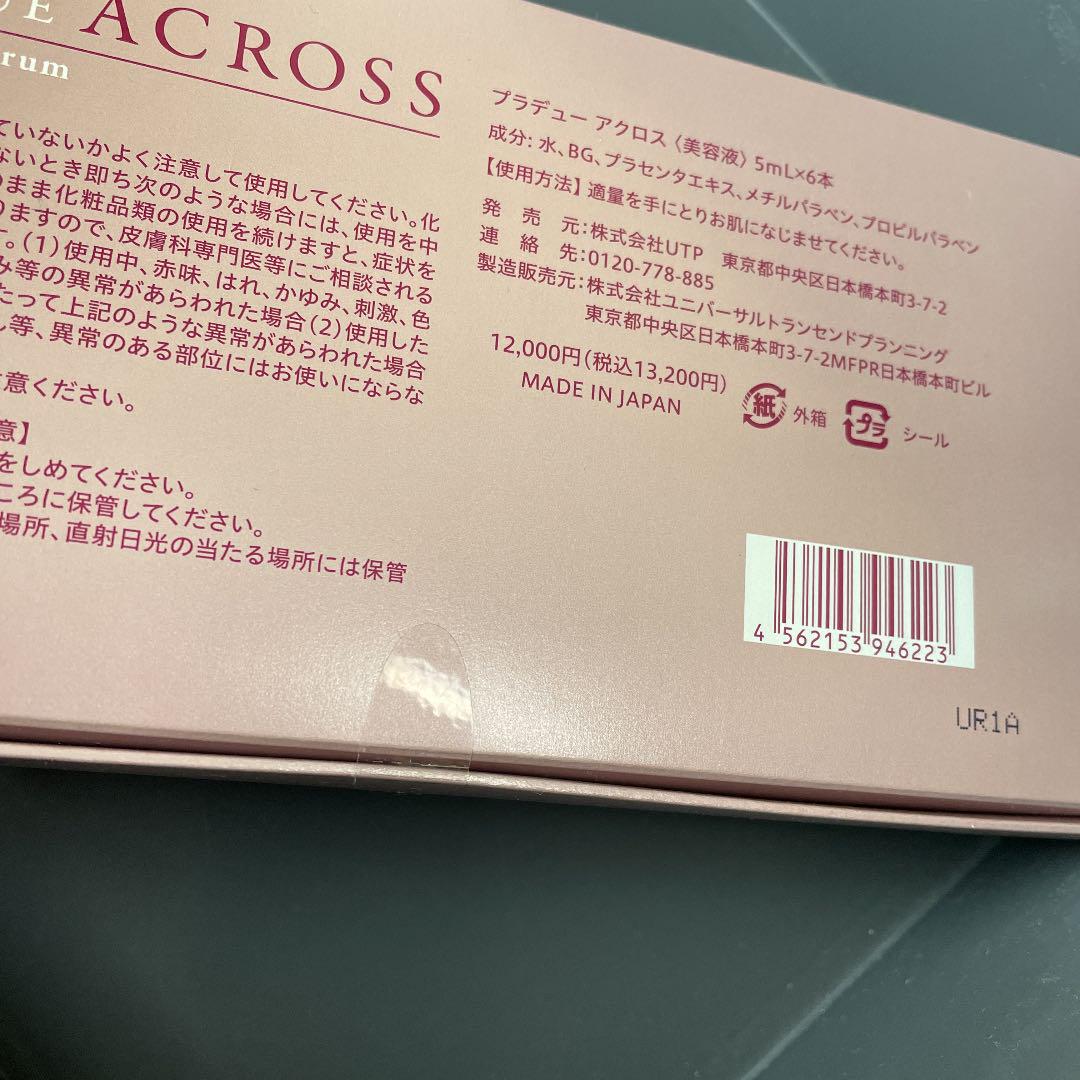 UE ACROSS
rum
ていないかよく注意して使用してください。化
ないとき即ち次のような場合には、使用を中
のまま化粧品類の使用を続けますと、症状を
りますので、皮膚科専門医等にご相談される
す。(1)使用中、赤味、はれ、かゆみ、刺激、色
み等の異常があらわれた場合(2)使用した
たって上記のような異常があらわれた場合
し等、異常のある部位にはお使いにならな
意ください。
意】
をしめてください。
ころに保管してください。
場所、直射日光の当たる場所には保管
プラデュー アクロス〈美容液〉5mL×6本
成分:水、BG、プラセンタエキス、メチルパラベン、プロピルパラベン
【使用方法】適量を手にとりお肌になじませてください。
発 売 元:株式会社UTP 東京都中央区日本橋本町3-7-2
連 絡 先:0120-778-885
製造販売元:株式会社ユニバーサルトランセンドプランニング
東京都中央区日本橋本町3-7-2MFPR日本橋本町ビル
12,000円(税込13,200円)
MADE IN JAPAN
紙 外箱 プラ シール
4 562153 946223
UR1A